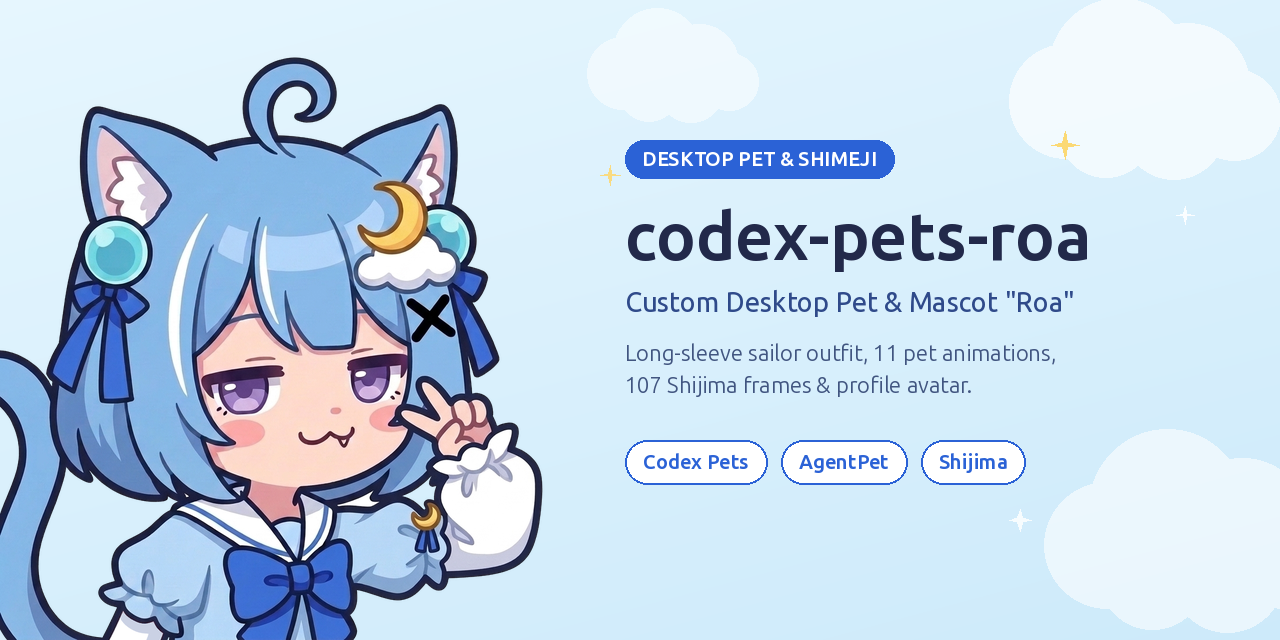 DESKTOP PET & SHIMEJI
codex-pets-roa
Custom Desktop Pet & Mascot "Roa"
Long-sleeve sailor outfit, 11 pet animations,
107 Shijima frames & profile avatar.
Codex Pets
AgentPet
Shijima